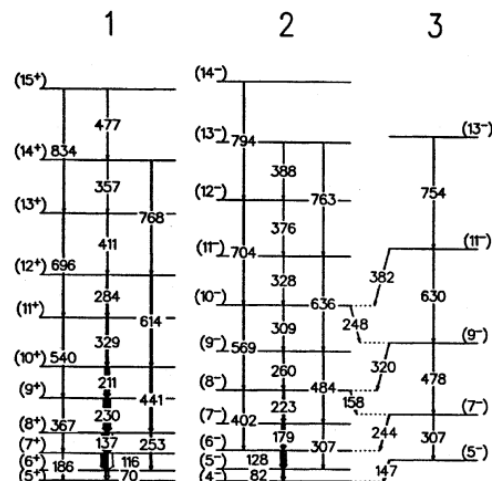 1 2 3
(15+) 477 834
(14+) 357 768
(13+) 411
(12+) 696 284 614
(11+) 329
(10+) 540 211 441
(9+) 230
(8+) 367 137 253
(7+)
(6+) 186 116
(5+) 70
(14−)
(13−) 794 388 763
(12−) 376
(11−) 704 328
(10−) 309 636 248
(9−) 569 260
(8−) 223 484 158
(7−) 402 179 307
(6−)
(5−) 128
(4−) 82
(13−)
754
(11−)
382 630
(9−)
320 478
(7−)
244 307
(5−)
147